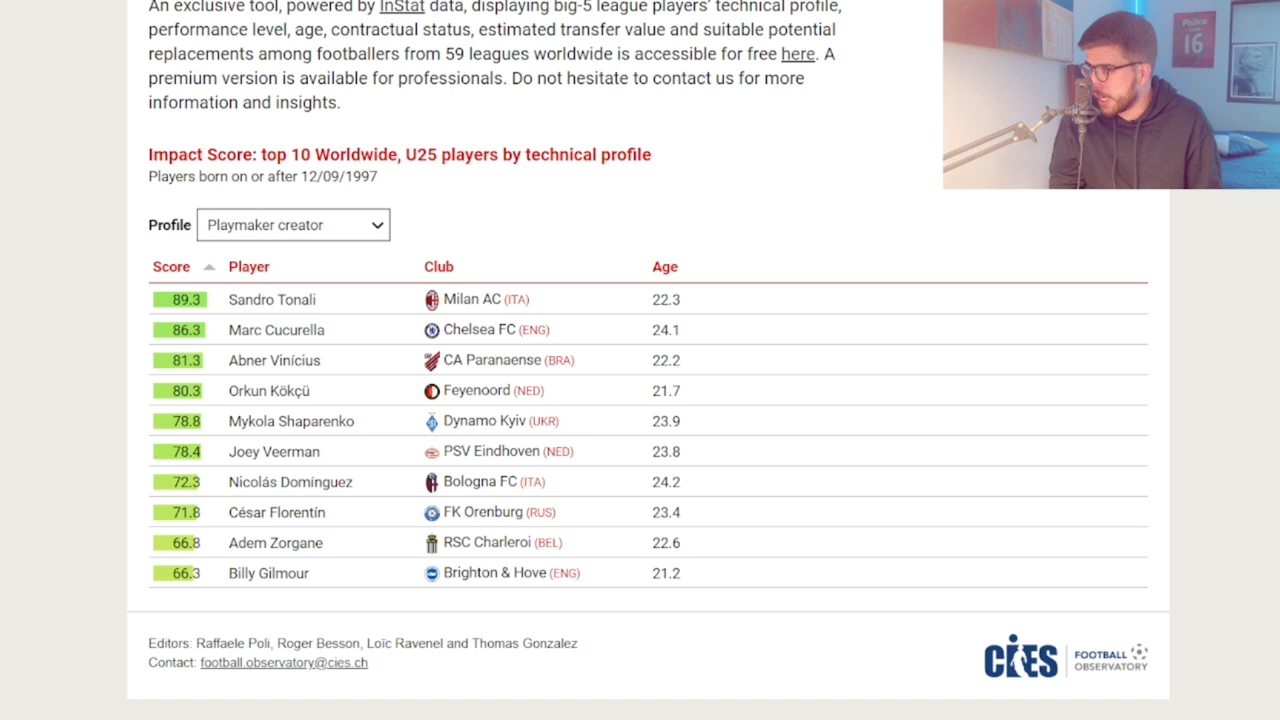 An exclusive tool, powered by InStat data, displaying big-5 league players' technical profile,
performance level, age, contractual status, estimated transfer value and suitable potential
replacements among footballers from 59 leagues worldwide is accessible for free here. A
premium version is available for professionals. Do not hesitate to contact us for more
information and insights.
Philco
16
Impact Score: top 10 Worldwide, U25 players by technical profile
Players born on or after 12/09/1997
Profile Playmaker creator
Score Player Club Age
89.3 Sandro Tonali Milan AC (ITA) 22.3
86.3 Marc Cucurella Chelsea FC (ENG) 24.1
81.3 Abner Vinícius CA Paranaense (BRA) 22.2
80.3 Orkun Kökçü Feyenoord (NED) 21.7
78.8 Mykola Shaparenko Dynamo Kyiv (UKR) 23.9
78.4 Joey Veerman PSV Eindhoven (NED) 23.8
72.3 Nicolás Domínguez Bologna FC (ITA) 24.2
71.8 César Florentín FK Orenburg (RUS) 23.4
66.8 Adem Zorgane RSC Charleroi (BEL) 22.6
66.3 Billy Gilmour Brighton & Hove (ENG) 21.2
Editors: Raffaele Poli, Roger Besson, Loïc Ravenel and Thomas Gonzalez
Contact: football.observatory@cies.ch
CIES FOOTBALL
OBSERVATORY